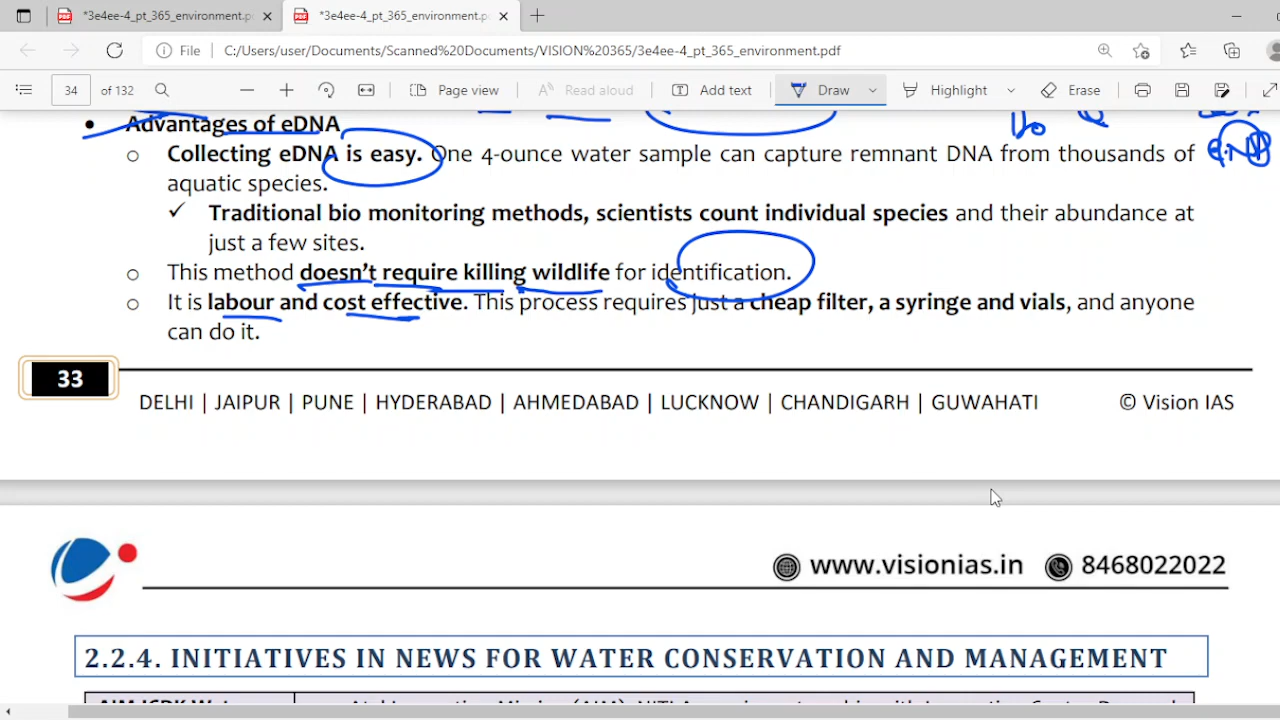 *3e4ee-4_pt_365_environment.p
*3e4ee-4_pt_365_environment.p
File
C:/Users/user/Documents/Scanned%20Documents/VISION%20365/3e4ee-4_pt_365_environment.pdf
34 of 132
Page view
Read aloud
Add text
Draw
Highlight
Erase
• Advantages of eDNA
o Collecting eDNA is easy. One 4-ounce water sample can capture remnant DNA from thousands of
aquatic species.
✓ Traditional bio monitoring methods, scientists count individual species and their abundance at
just a few sites.
o This method doesn't require killing wildlife for identification.
o It is labour and cost effective. This process requires just a cheap filter, a syringe and vials, and anyone
can do it.
33
DELHI | JAIPUR | PUNE | HYDERABAD | AHMEDABAD | LUCKNOW | CHANDIGARH | GUWAHATI
© Vision IAS
www.visionias.in
8468022022
2.2.4. INITIATIVES IN NEWS FOR WATER CONSERVATION AND MANAGEMENT